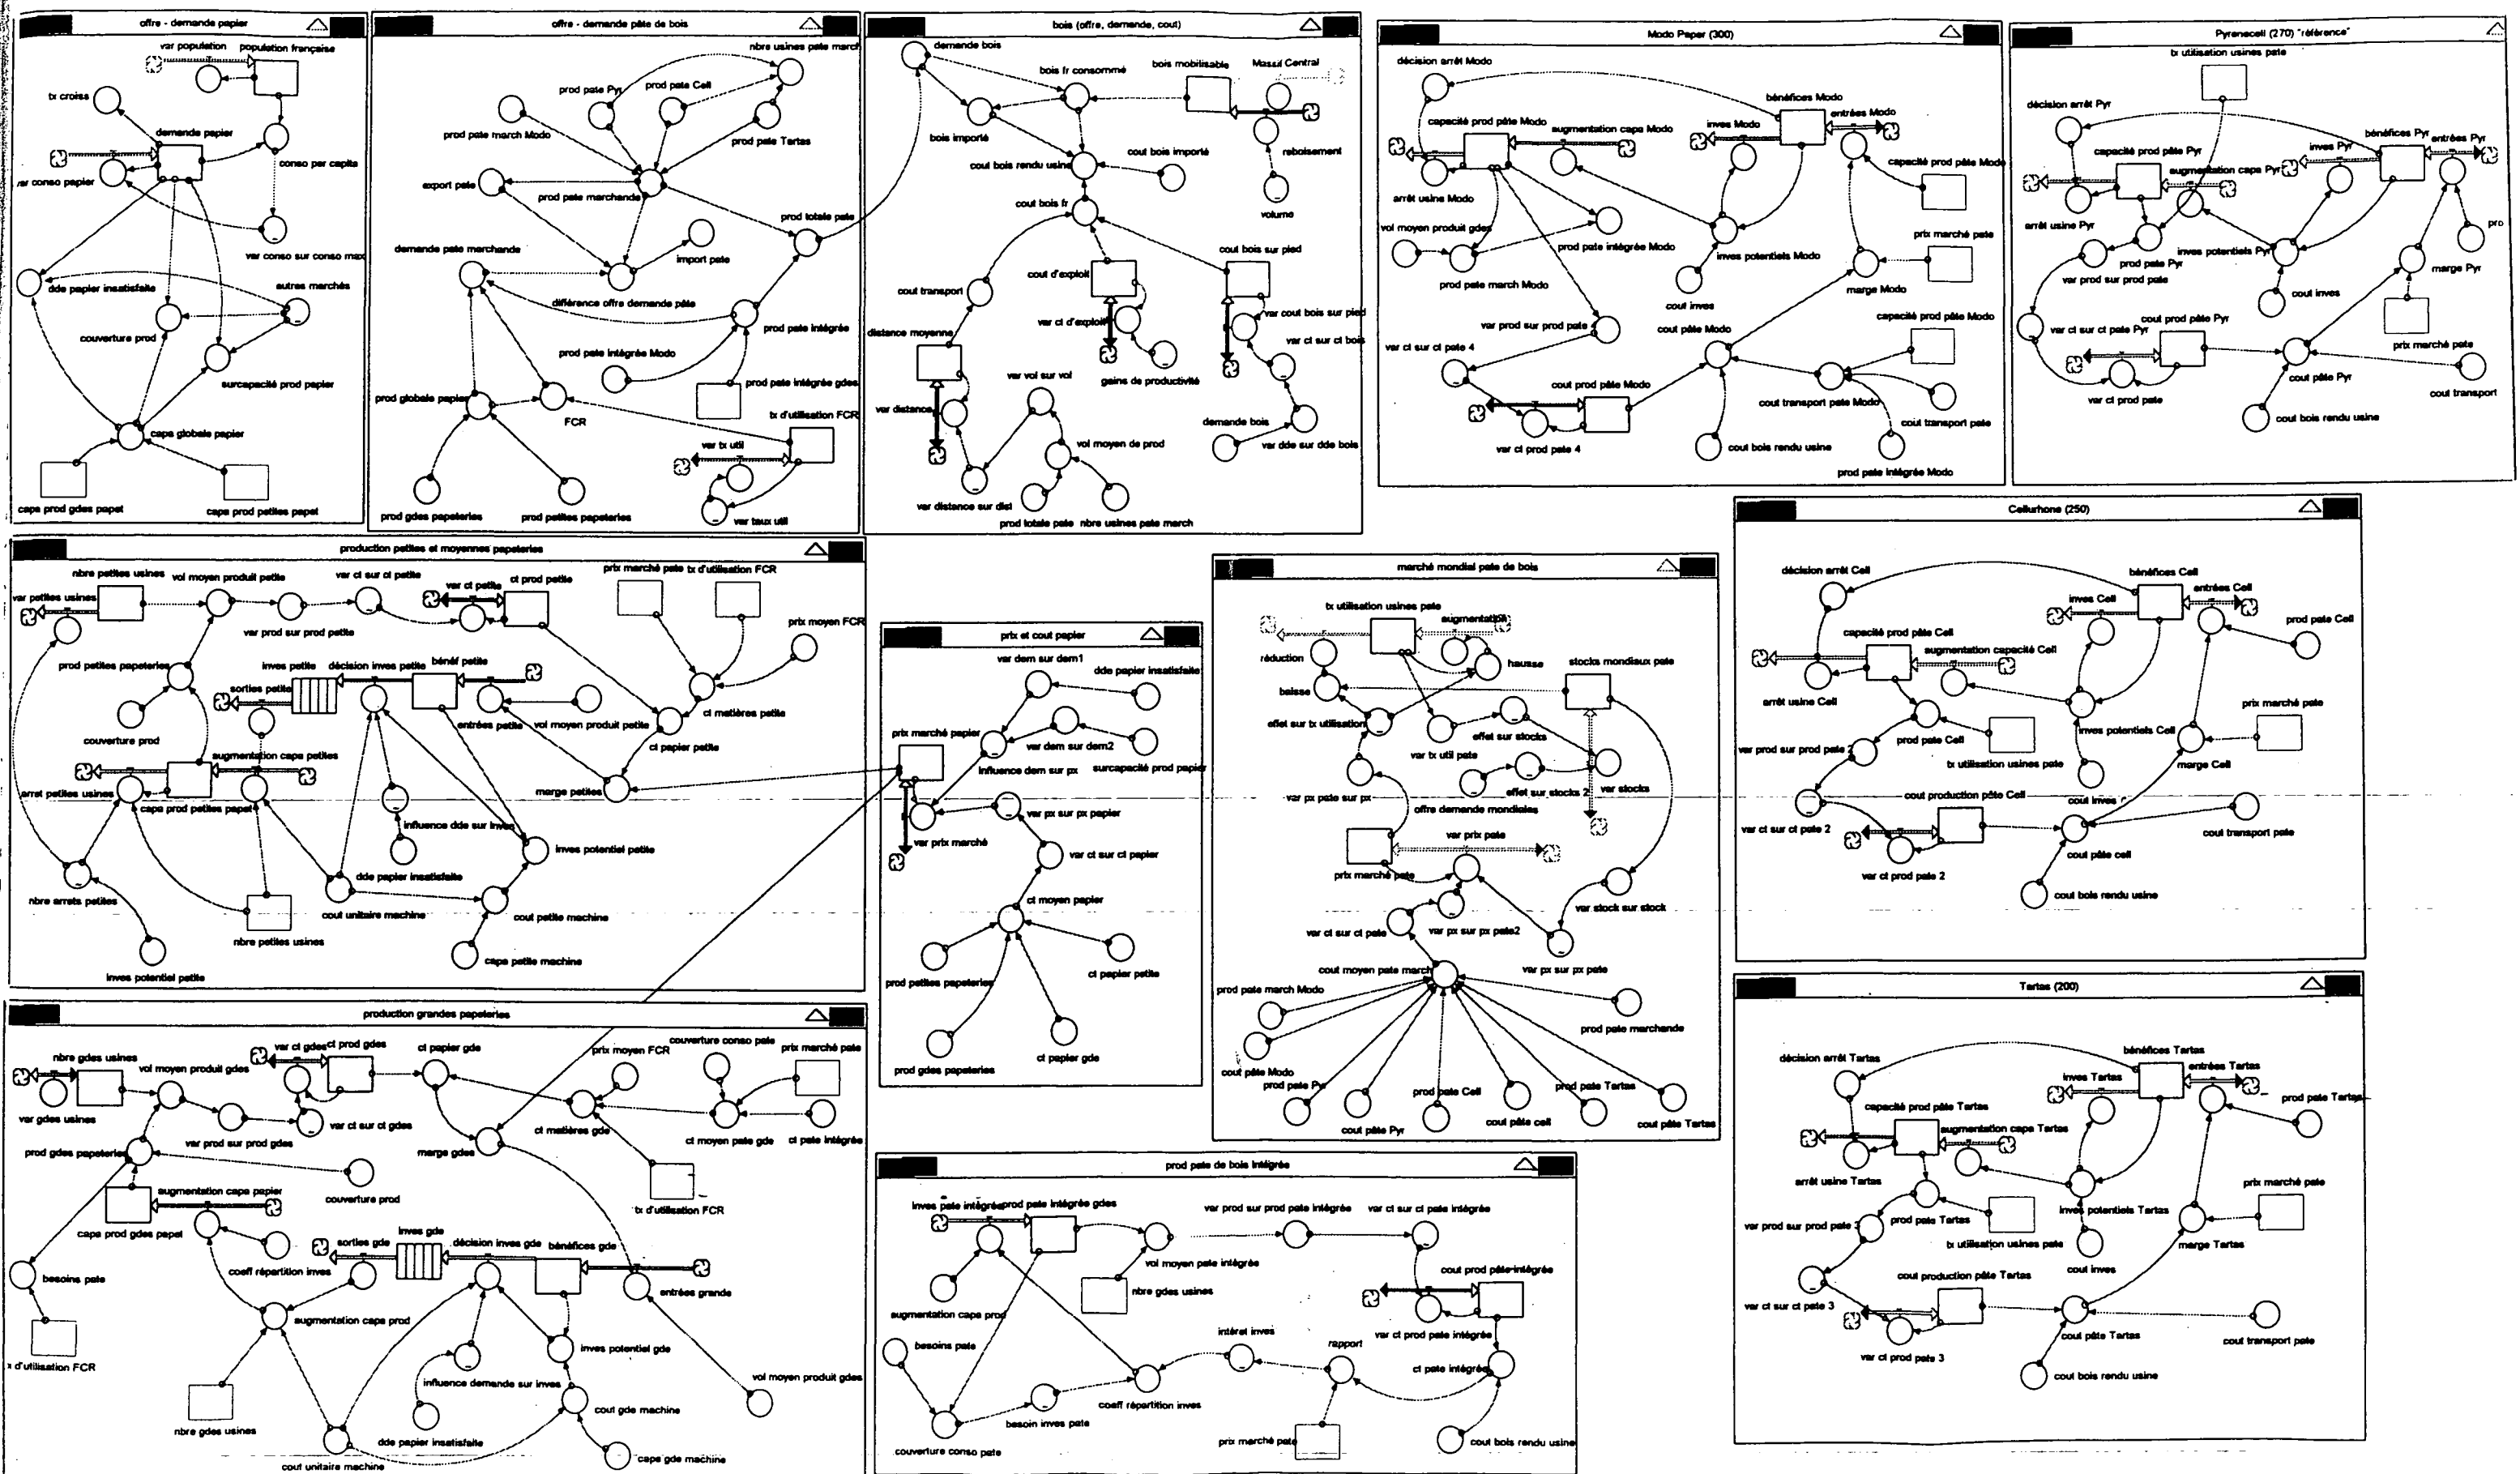 offre - demande papier
var population
population française
tx croiss
demande papier
conso per capita
var conso papier
var conso sur conso max
dde papier insatisfaite
autres marchés
couverture prod
surcapacité prod papier
capa globale papier
capa prod gdes papet
capa prod petites papet
offre - demande pâte de bois
nbre usines pate march
prod pate Pyr
prod pate Cell
prod pate march Modo
prod pate Tartas
export pate
prod pate marchande
prod totale pate
demande pate marchande
import pate
différence offre demande pâte
prod pate intégrée
prod pate intégrée Modo
prod pate intégrée gdes
prod globale papier
FCR
tx d'utilisation FCR
var tx util
prod gdes papeteries
prod petites papeteries
var taux util
bois (offre, demande, cout)
demande bois
bois fr consommé
bois mobilisable
Massif Central
bois importé
reboisement
cout bois rendu usine
cout bois importé
volume
cout bois fr
cout bois sur pied
cout d'exploit
cout transport
var ct d'exploit
var cout bois sur pied
distance moyenne
var ct sur ct bois
var vol sur vol
gains de productivité
var distance
vol moyen de prod
demande bois
var dde sur dde bois
var distance sur dist
prod totale pate
nbre usines pate march
Modo Paper (300)
décision arrêt Modo
bénéfices Modo
capacité prod pâte Modo
augmentation capa Modo
inves Modo
entrées Modo
capacité prod pâte Modo
arrêt usine Modo
vol moyen produit gdes
prod pate intégrée Modo
inves potentiels Modo
prix marché pate
prod pate march Modo
cout inves
marge Modo
var prod sur prod pate
cout pâte Modo
capacité prod pâte Modo
var ct sur ct pate 4
cout prod pâte Modo
cout transport pate Modo
cout transport pate
var ct prod pate 4
cout bois rendu usine
prod pate intégrée Modo
Pyrenecell (270) "référence"
tx utilisation usines pate
décision arrêt Pyr
bénéfices Pyr
entrées Pyr
inves Pyr
capacité prod pâte Pyr
augmentation capa Pyr
arrêt usine Pyr
pro
prod pate Pyr
inves potentiels Pyr
marge Pyr
var prod sur prod pate
cout inves
var ct sur ct pate Pyr
cout prod pâte Pyr
prix marché pate
cout pâte Pyr
cout transport
var ct prod pate
cout bois rendu usine
production petites et moyennes papeteries
nbre petites usines
vol moyen produit petite
var ct sur ct petite
var ct petite
ct prod petite
prix marché pate
tx d'utilisation FCR
var petites usines
var prod sur prod petite
prix moyen FCR
prod petites papeteries
inves petite
décision inves petite
bénéf petite
sorties petite
entrées petite
vol moyen produit petite
ct matières petite
couverture prod
ct papier petite
augmentation capa petites
arret petites usines
capa prod petites papet
marge petites
influence dde sur inves
inves potentiel petite
dde papier insatisfaite
nbre arrets petites
cout unitaire machine
cout petite machine
nbre petites usines
inves potentiel petite
capa petite machine
prix et cout papier
var dem sur dem1
dde papier insatisfaite
prix marché papier
var dem sur dem2
influence dem sur px
surcapacité prod papier
var px sur px papier
var prix marché
var ct sur ct papier
ct moyen papier
prod petites papeteries
ct papier petite
prod gdes papeteries
ct papier gde
marché mondial pate de bois
tx utilisation usines pate
augmentation
réduction
hausse
stocks mondiaux pate
baisse
effet sur tx utilisation
effet sur stocks
var tx util pate
var px pate sur px
effet sur stocks 2
var stocks
offre demande mondiales
var prix pate
prix marché pate
var stock sur stock
var ct sur ct pate
var px sur px pate2
cout moyen pate march
var px sur px pate
prod pate march Modo
prod pate marchande
cout pâte Modo
prod pate Pyr
prod pate Cell
prod pate Tartas
cout pâte Pyr
cout pâte cell
cout pâte Tartas
Cellurhone (250)
décision arrêt Cell
bénéfices Cell
inves Cell
entrées Cell
prod pate Cell
capacité prod pâte Cell
augmentation capacité Cell
arrêt usine Cell
prix marché pate
inves potentiels Cell
prod pate Cell
var prod sur prod pate 2
tx utilisation usines pate
marge Cell
cout production pâte Cell
cout inves
var ct sur ct pate 2
cout transport pate
cout pâte cell
var ct prod pate 2
cout bois rendu usine
production grandes papeteries
nbre gdes usines
var ct gdes
ct prod gdes
ct papier gde
couverture conso pate
prix moyen FCR
prix marché pate
vol moyen produit gdes
var gdes usines
var prod sur prod gdes
var ct sur ct gdes
ct matières gde
ct moyen pate gde
ct pate intégrée
prod gdes papeteries
marge gdes
augmentation capa papier
couverture prod
tx d'utilisation FCR
capa prod gdes papet
sorties gde
inves gde
décision inves gde
bénéfices gde
coeff répartition inves
besoins pate
entrées grande
augmentation capa prod
inves potentiel gde
x d'utilisation FCR
influence demande sur inves
vol moyen produit gdes
cout gde machine
nbre gdes usines
dde papier insatisfaite
cout unitaire machine
capa gde machine
prod pate de bois intégrée
inves pate intégrée
prod pate intégrée gdes
var prod sur prod pate intégrée
var ct sur ct pate intégrée
vol moyen pate intégrée
cout prod pâte intégrée
nbre gdes usines
augmentation capa prod
var ct prod pate intégrée
intéret inves
besoins pate
rapport
ct pate intégrée
coeff répartition inves
besoin inves pate
prix marché pate
cout bois rendu usine
couverture conso pate
Tartas (200)
décision arrêt Tartas
bénéfices Tartas
inves Tartas
entrées Tartas
prod pate Tartas
capacité prod pâte Tartas
augmentation capa Tartas
arrêt usine Tartas
prix marché pate
inves potentiels Tartas
prod pate Tartas
var prod sur prod pate 3
tx utilisation usines pate
marge Tartas
cout production pâte Tartas
cout inves
var ct sur ct pate 3
cout pâte Tartas
cout transport pate
var ct prod pate 3
cout bois rendu usine